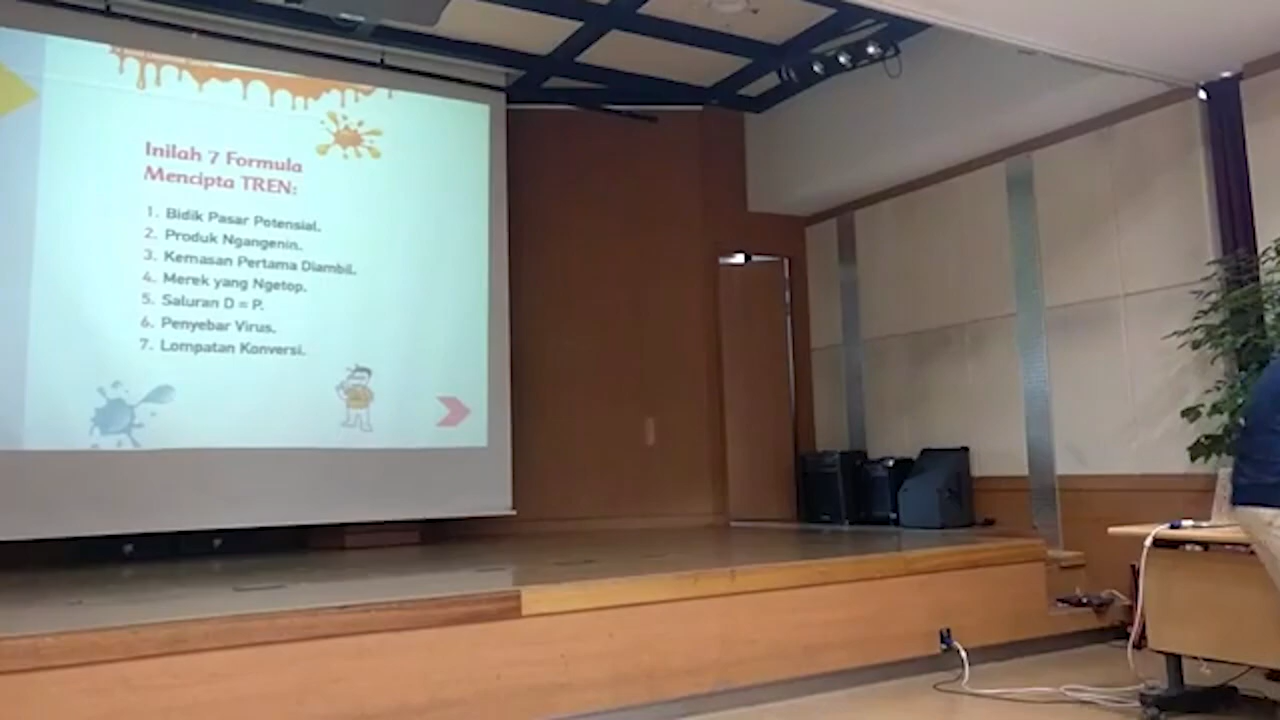 Inilah 7 Formula
Mencipta TREN:
1. Bidik Pasar Potensial.
2. Produk Ngangenin.
3. Kemasan Pertama Diambil.
4. Merek yang Ngetop.
5. Saluran D = P.
6. Penyebar Virus.
7. Lompatan Konversi.